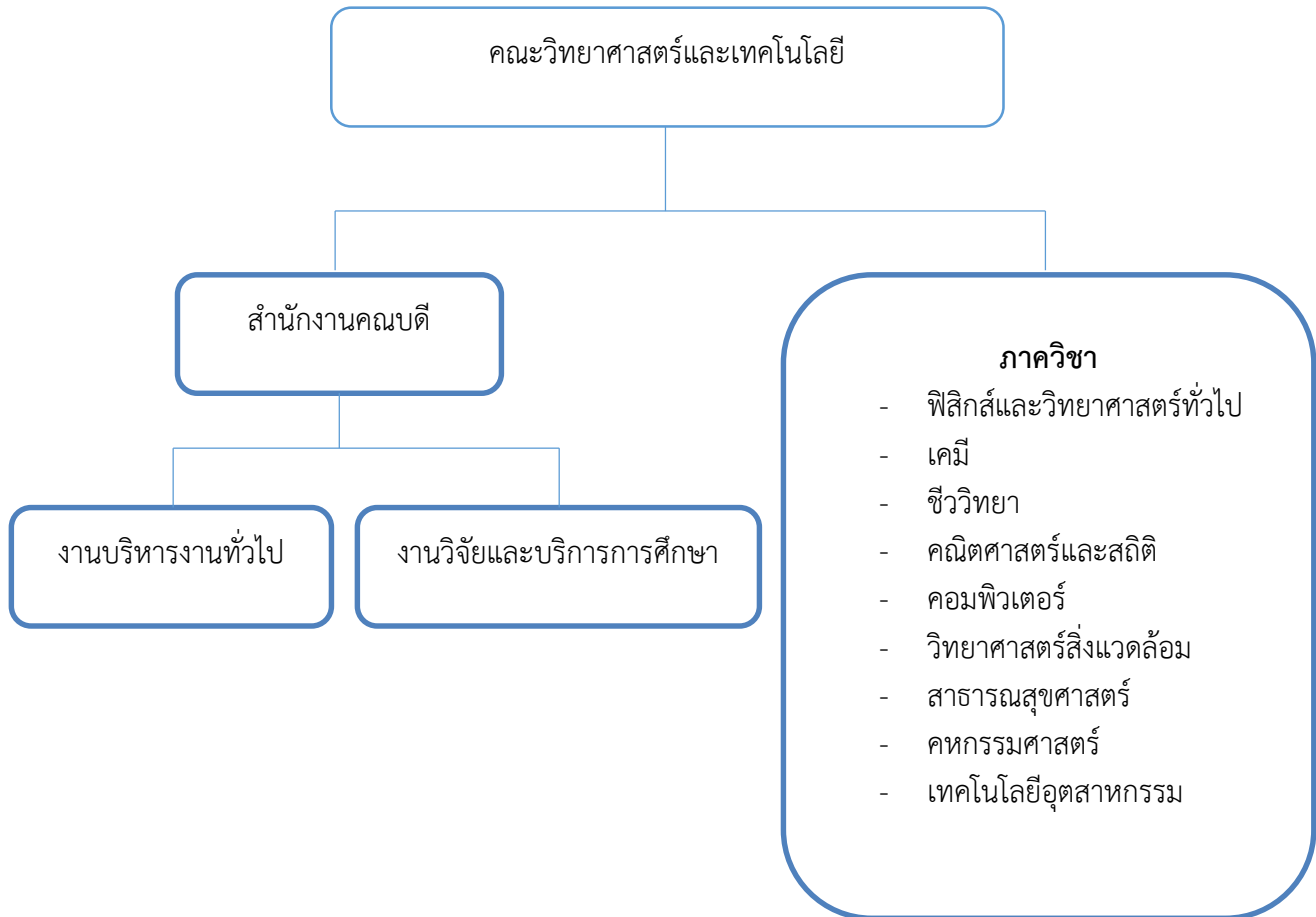 คณะวิทยาศาสตร์และเทคโนโลยี
สำนักงานคณบดี
งานบริหารงานทั่วไป
งานวิจัยและบริการการศึกษา
ภาควิชา
- ฟิสิกส์และวิทยาศาสตร์ทั่วไป
- เคมี
- ชีววิทยา
- คณิตศาสตร์และสถิติ
- คอมพิวเตอร์
- วิทยาศาสตร์สิ่งแวดล้อม
- สาธารณสุขศาสตร์
- คหกรรมศาสตร์
- เทคโนโลยีอุตสาหกรรม